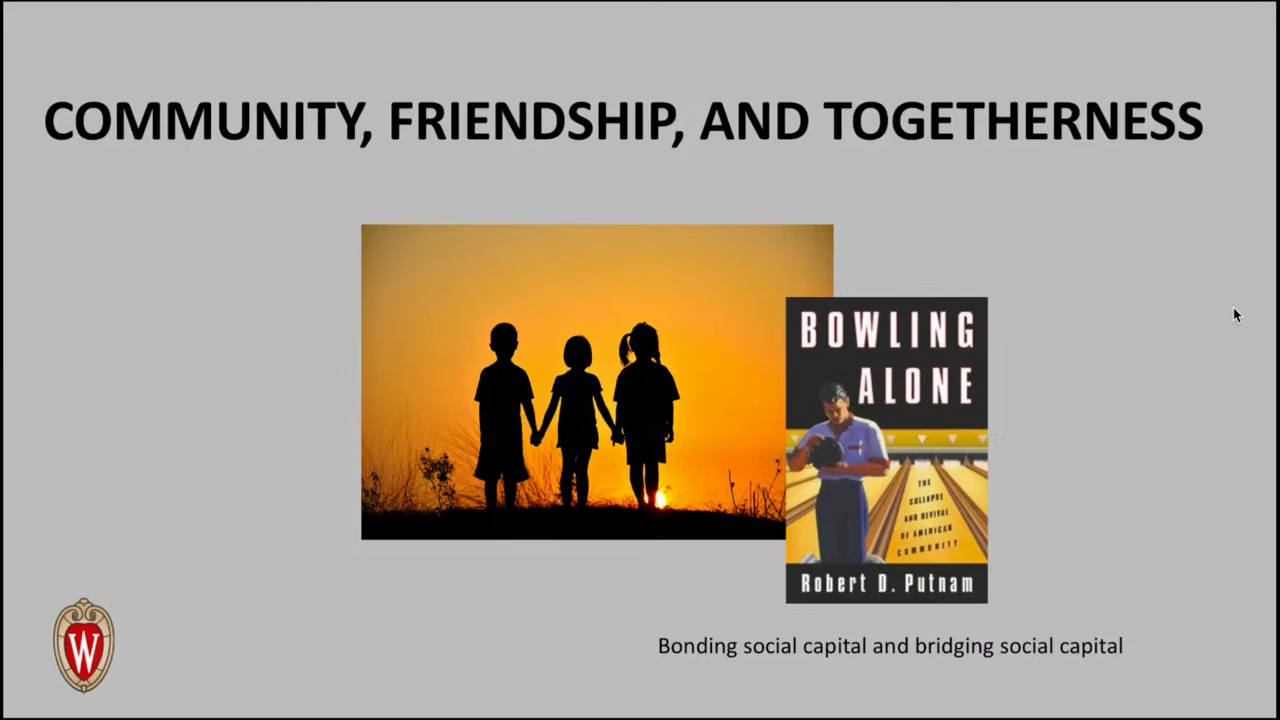 COMMUNITY, FRIENDSHIP, AND TOGETHERNESS
BOWLING
ALONE
THE
COLLAPSE
AND REVIVAL
OF AMERICAN
COMMUNITY
Robert D. Putnam
Bonding social capital and bridging social capital
W